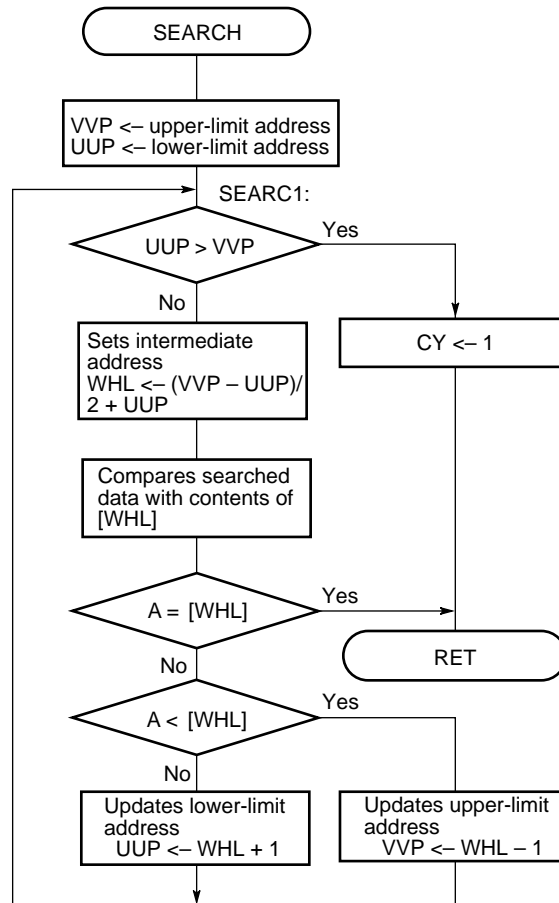 SEARCH
VVP <– upper-limit address
UUP <– lower-limit address
SEARC1:
UUP > VVP
Yes
No
Sets intermediate
address
WHL <– (VVP – UUP)/
2 + UUP
CY <– 1
Compares searched
data with contents of
[WHL]
A = [WHL]
Yes
RET
No
A < [WHL]
Yes
No
Updates lower-limit
address
UUP <– WHL + 1
Updates upper-limit
address
VVP <– WHL – 1